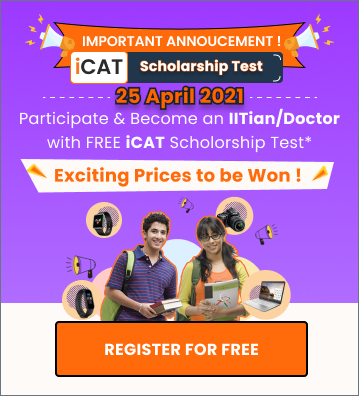 IMPORTANT ANNOUCEMENT !
iCAT Scholarship Test
25 April 2021
Participate & Become an IITian/Doctor
with FREE iCAT Scholorship Test*
Exciting Prices to be Won !
REGISTER FOR FREE